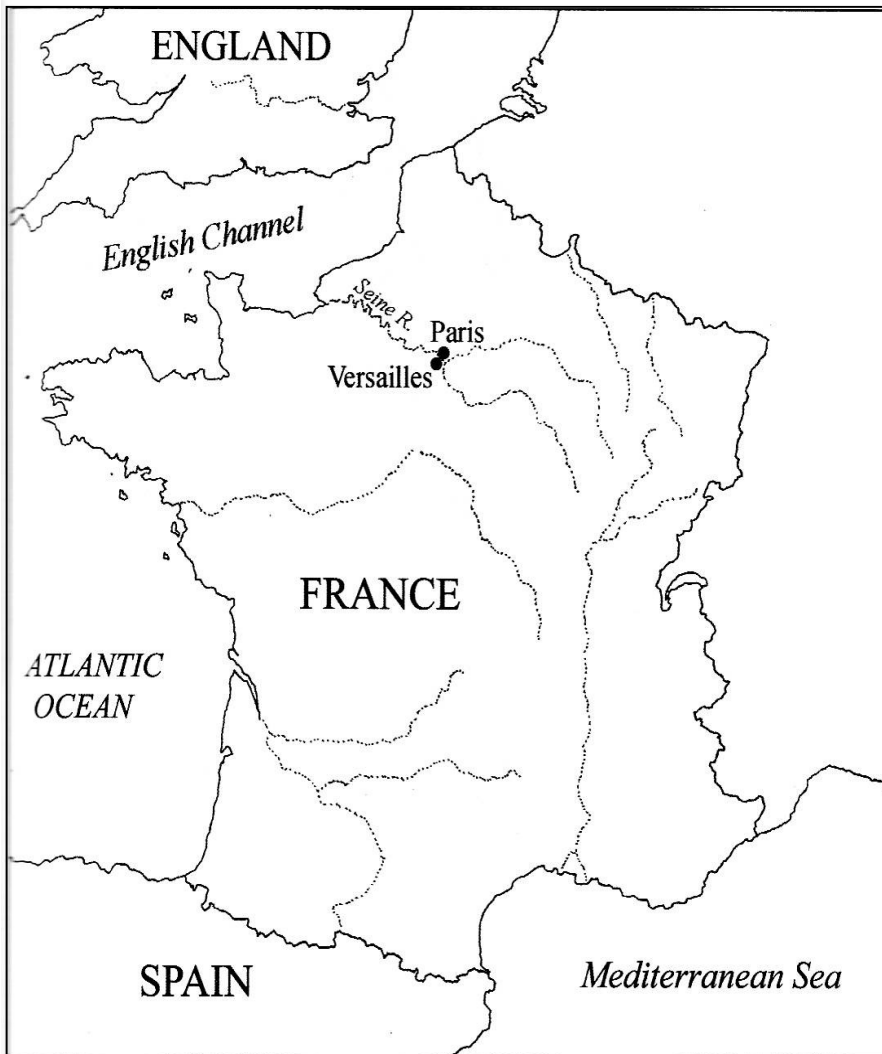 ENGLAND
English Channel
Seine R.
Paris
Versailles
FRANCE
ATLANTIC
OCEAN
SPAIN
Mediterranean Sea